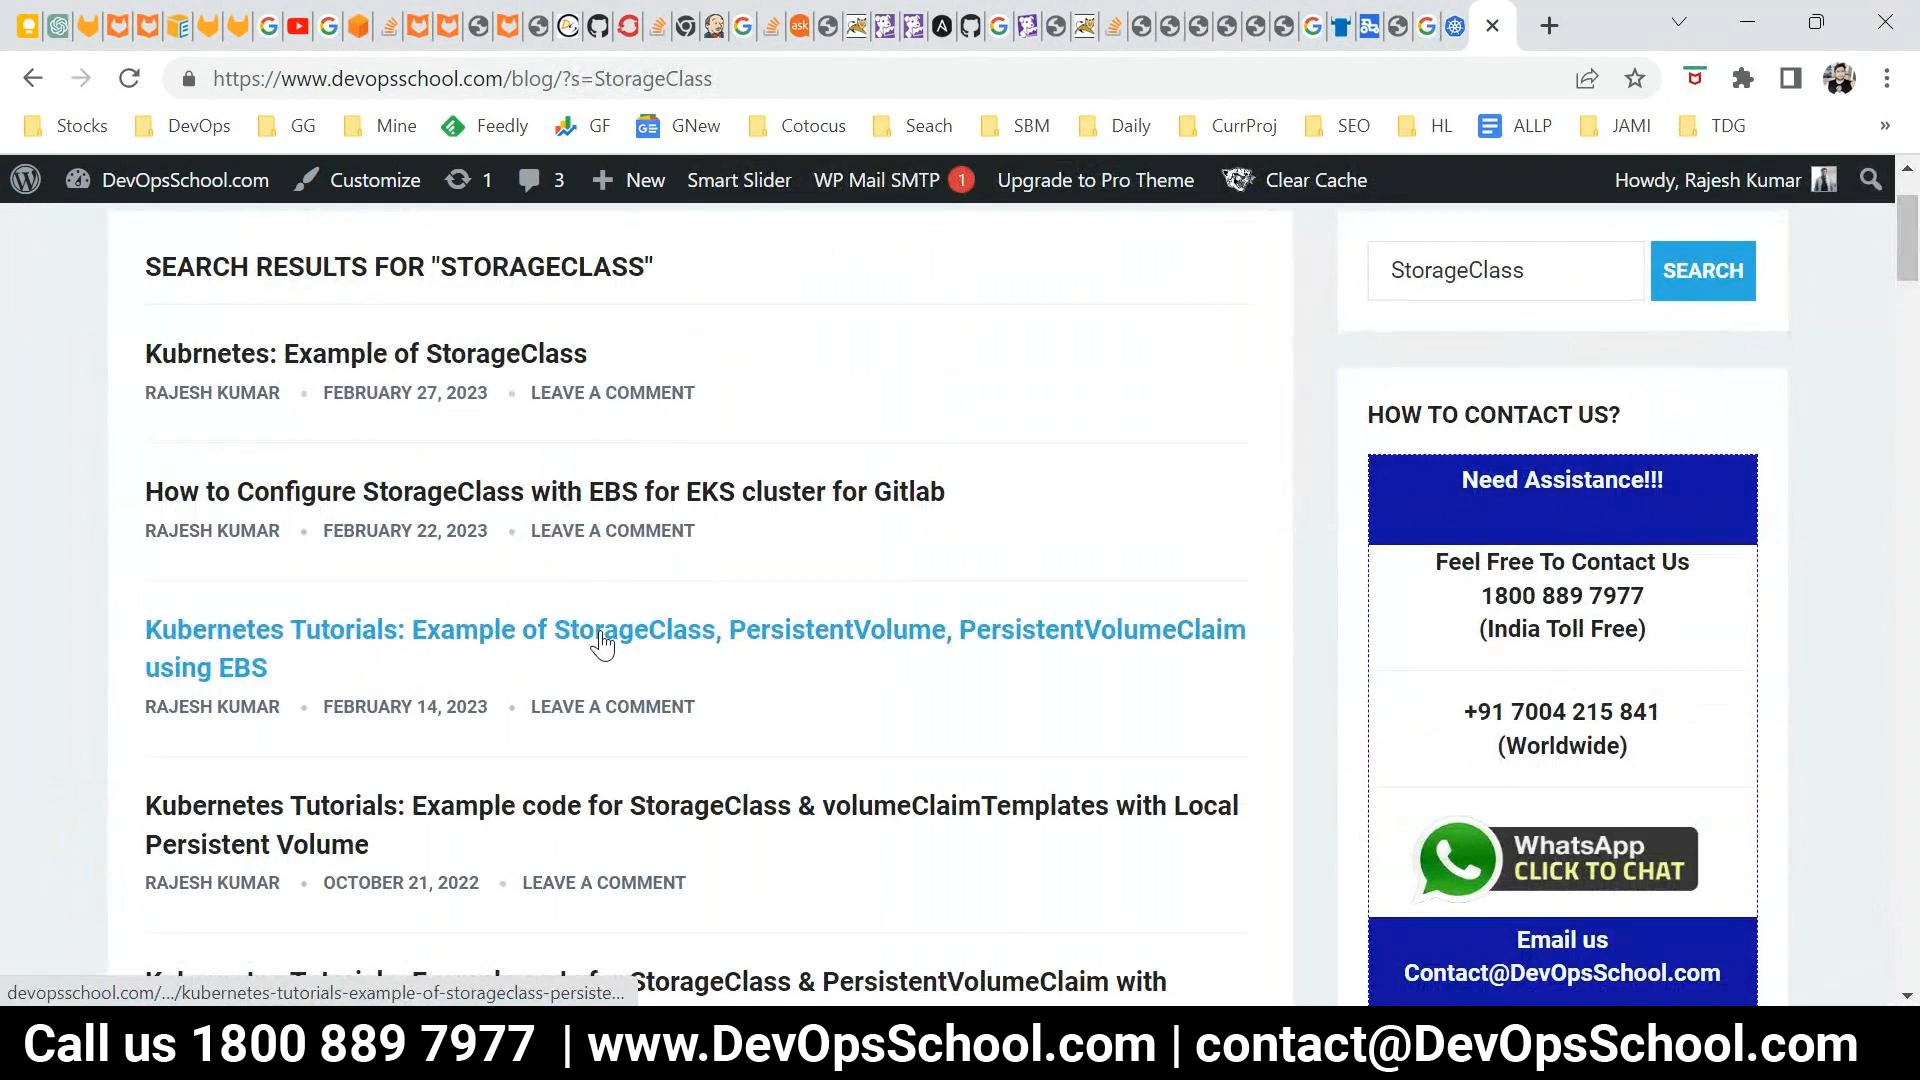 ask
https://www.devopsschool.com/blog/?s=StorageClass
Stocks DevOps GG Mine Feedly GF GNew Cotocus Seach SBM Daily CurrProj SEO HL ALLP JAMI TDG »
DevOpsSchool.com Customize 1 3 New Smart Slider WP Mail SMTP 1 Upgrade to Pro Theme Clear Cache Howdy, Rajesh Kumar
SEARCH RESULTS FOR "STORAGECLASS"
Kubrnetes: Example of StorageClass
RAJESH KUMAR • FEBRUARY 27, 2023 • LEAVE A COMMENT
How to Configure StorageClass with EBS for EKS cluster for Gitlab
RAJESH KUMAR • FEBRUARY 22, 2023 • LEAVE A COMMENT
Kubernetes Tutorials: Example of StorageClass, PersistentVolume, PersistentVolumeClaim
using EBS
RAJESH KUMAR • FEBRUARY 14, 2023 • LEAVE A COMMENT
Kubernetes Tutorials: Example code for StorageClass & volumeClaimTemplates with Local
Persistent Volume
RAJESH KUMAR • OCTOBER 21, 2022 • LEAVE A COMMENT
StorageClass & PersistentVolumeClaim with
devopsschool.com/.../kubernetes-tutorials-example-of-storageclass-persiste...
StorageClass SEARCH
HOW TO CONTACT US?
Need Assistance!!!
Feel Free To Contact Us
1800 889 7977
(India Toll Free)
+91 7004 215 841
(Worldwide)
WhatsApp
CLICK TO CHAT
Email us
Contact@DevOpsSchool.com
Call us 1800 889 7977 | www.DevOpsSchool.com | contact@DevOpsSchool.com